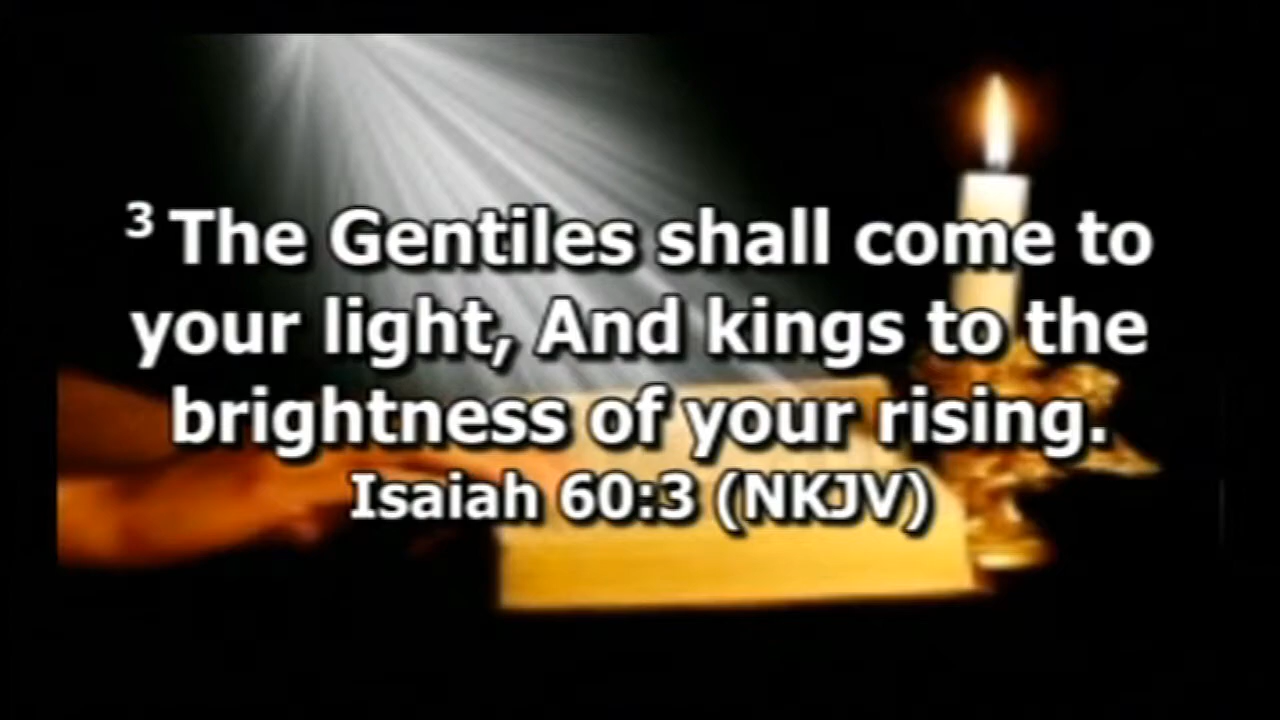 3 The Gentiles shall come to
your light, And kings to the
brightness of your rising.
Isaiah 60:3 (NKJV)